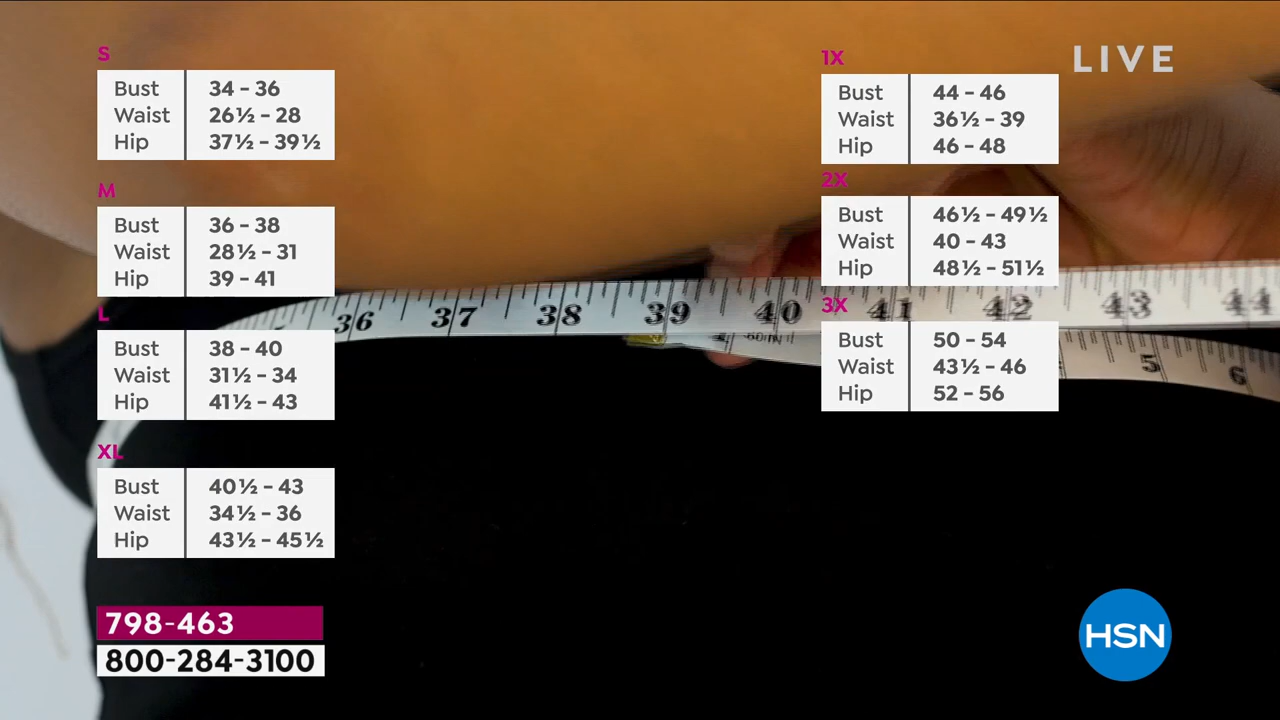 S
Bust 34 - 36
Waist 26½ - 28
Hip 37½ - 39½
M
Bust 36 - 38
Waist 28½ - 31
Hip 39 - 41
L
Bust 38 - 40
Waist 31½ - 34
Hip 41½ - 43
XL
Bust 40½ - 43
Waist 34½ - 36
Hip 43½ - 45½
798-463
800-284-3100
36 37 38 39 40 41 42 43 44
5 6
LIVE
1X
Bust 44 - 46
Waist 36½ - 39
Hip 46 - 48
2X
Bust 46½ - 49½
Waist 40 - 43
Hip 48½ - 51½
3X
Bust 50 - 54
Waist 43½ - 46
Hip 52 - 56
HSN